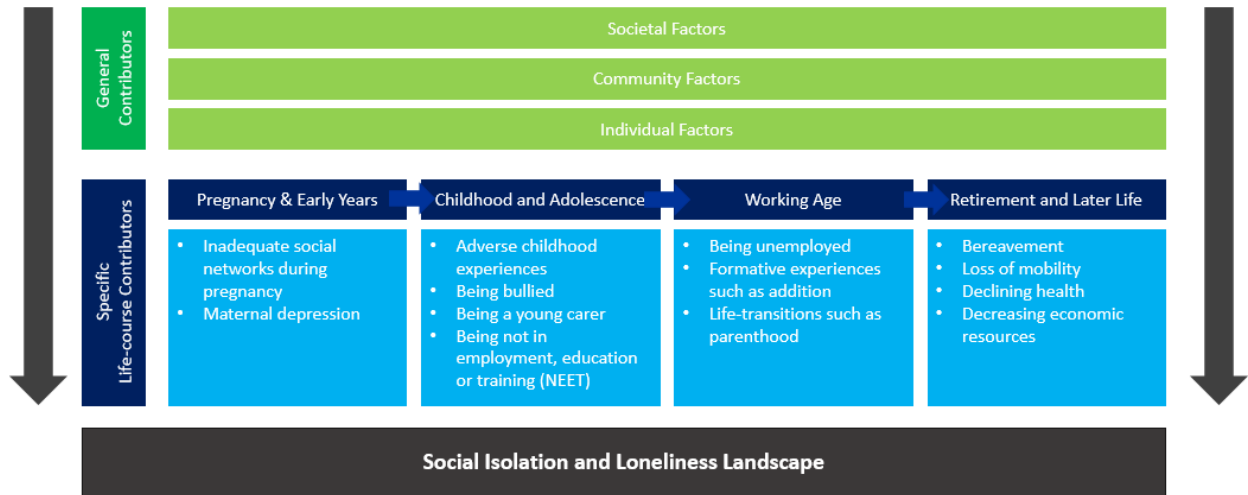 General
Contributors
Societal Factors
Community Factors
Individual Factors
Specific
Life-course Contributors
Pregnancy & Early Years
• Inadequate social
networks during
pregnancy
• Maternal depression
Childhood and Adolescence
• Adverse childhood
experiences
• Being bullied
• Being a young carer
• Being not in
employment, education
or training (NEET)
Working Age
• Being unemployed
• Formative experiences
such as addition
• Life-transitions such as
parenthood
Retirement and Later Life
• Bereavement
• Loss of mobility
• Declining health
• Decreasing economic
resources
Social Isolation and Loneliness Landscape